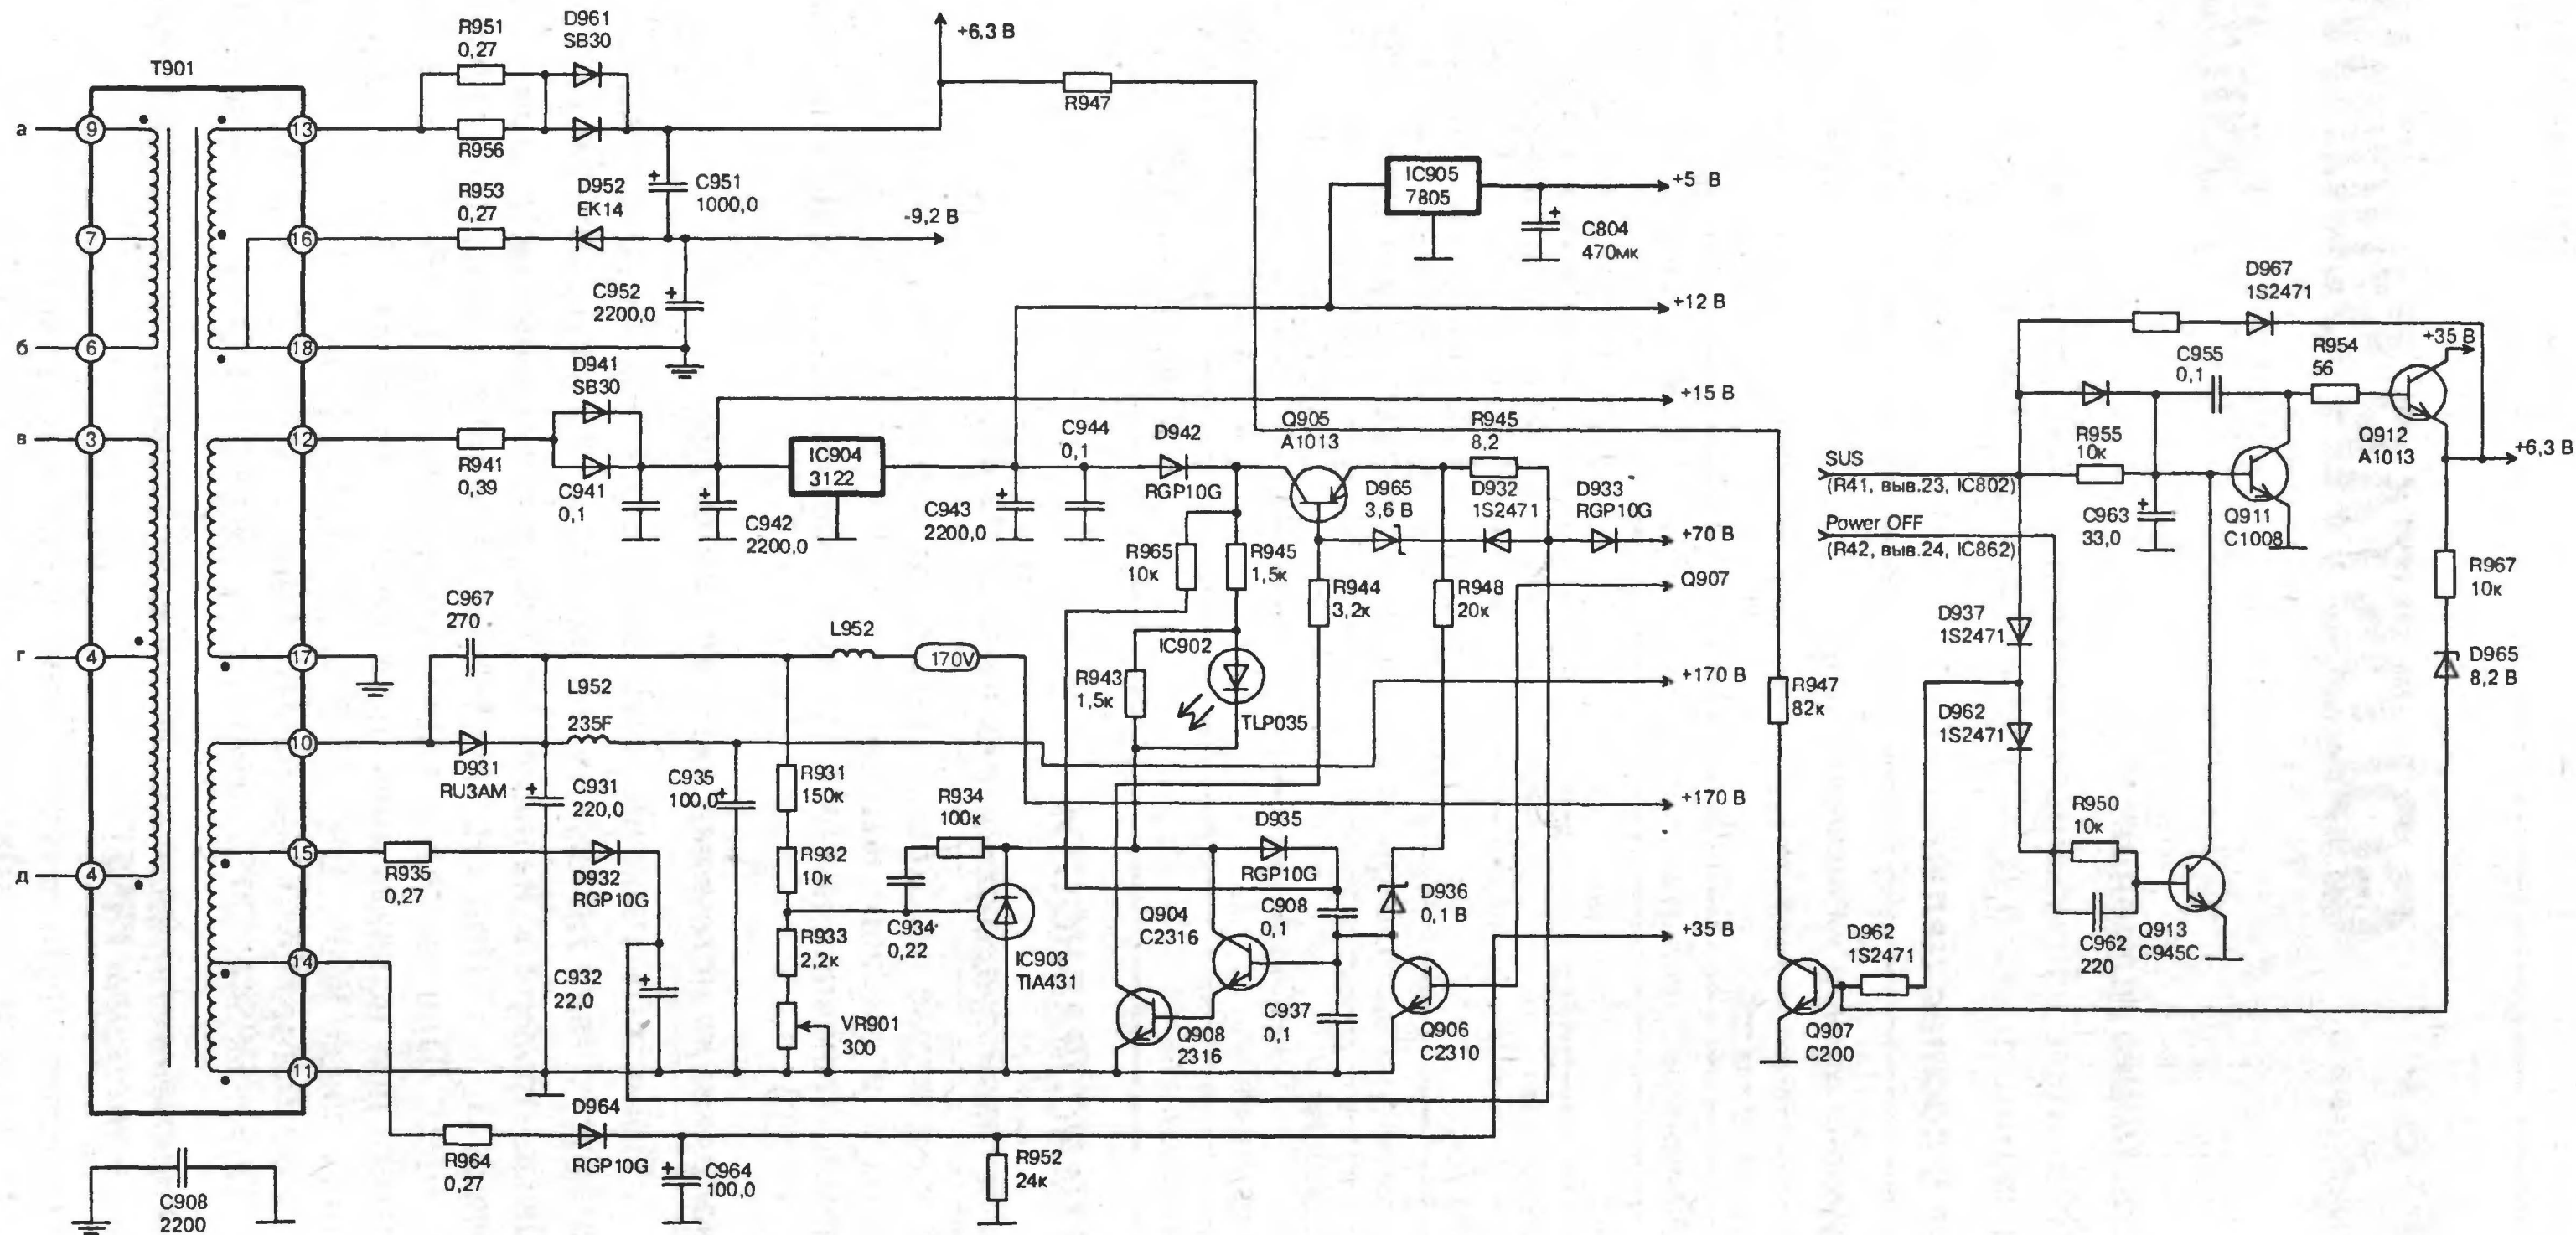 T901
а
б
в
г
д
9
7
6
3
4
4
13
16
18
12
17
10
15
14
11
R951
0,27
D961
SB30
R956
R953
0,27
D952
EK14
C951
1000,0
C952
2200,0
+6,3 В
R947
-9,2 В
IC905
7805
C804
470мк
+5 В
+12 В
+15 В
R941
0,39
D941
SB30
C941
0,1
C942
2200,0
IC904
3122
C943
2200,0
C944
0,1
D942
RGP10G
Q905
A1013
R945
8,2
D965
3,6 В
D932
1S2471
D933
RGP10G
+70 В
Q907
R965
10к
R945
1,5к
R944
3,2к
R948
20к
C967
270
L952
170V
L952
235F
D931
RU3AM
C931
220,0
C935
100,0
R931
150к
R932
10к
R933
2,2к
VR901
300
R943
1,5к
IC902
TLP035
+170 В
+170 В
R934
100к
C934
0,22
IC903
TIA431
D935
RGP10G
C908
0,1
D936
0,1 В
Q904
C2316
Q908
2316
C937
0,1
Q906
C2310
+35 В
R935
0,27
D932
RGP10G
C932
22,0
R964
0,27
D964
RGP10G
C964
100,0
R952
24к
C908
2200
R947
82к
Q907
C200
D962
1S2471
SUS
(R41, выв.23, IC802)
Power OFF
(R42, выв.24, IC862)
D967
1S2471
C955
0,1
R954
56
+35 В
Q912
A1013
+6,3 В
R955
10к
C963
33,0
Q911
C1008
D937
1S2471
D962
1S2471
R950
10к
C962
220
Q913
C945C
R967
10к
D965
8,2 В